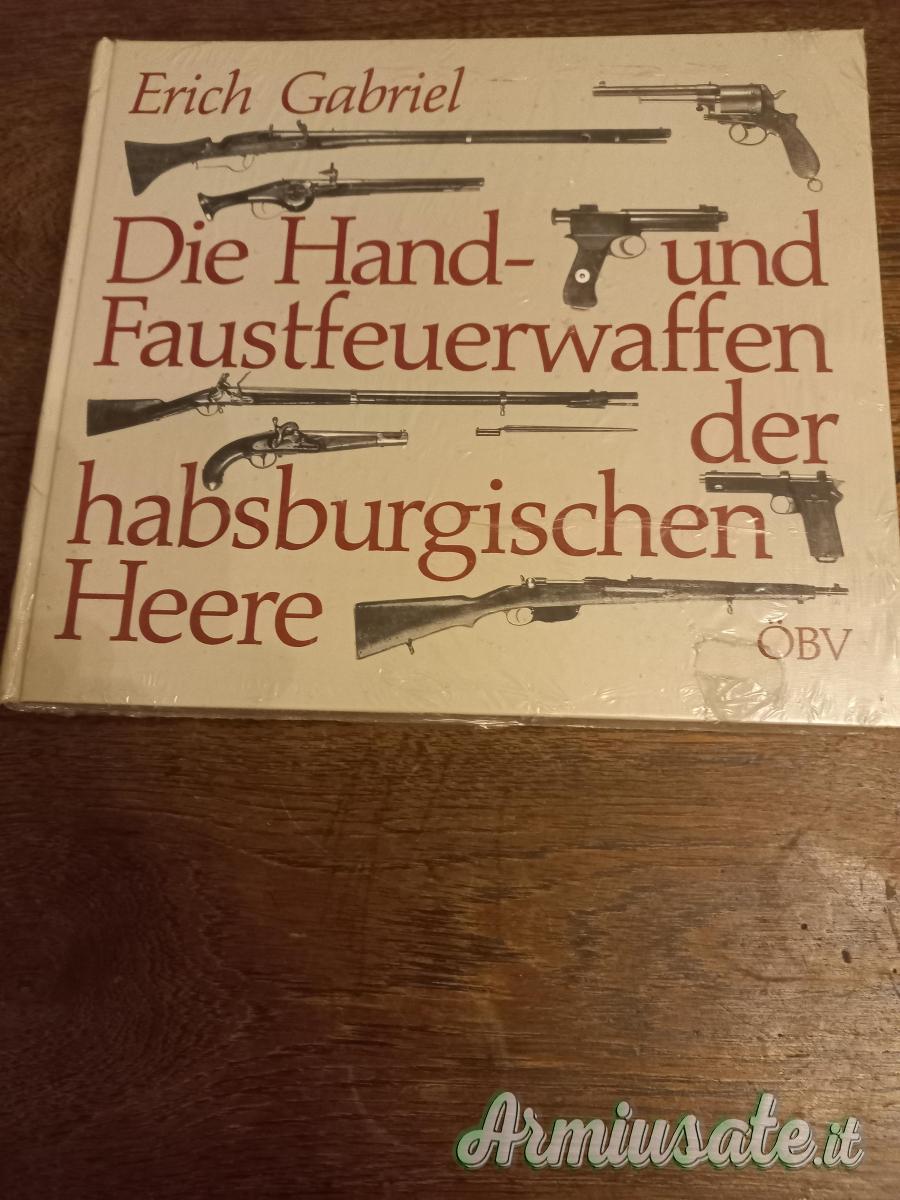 Erich Gabriel
Die Hand- und
Faustfeuerwaffen
der
habsburgischen
Heere
ÖBV
Armiusate.it